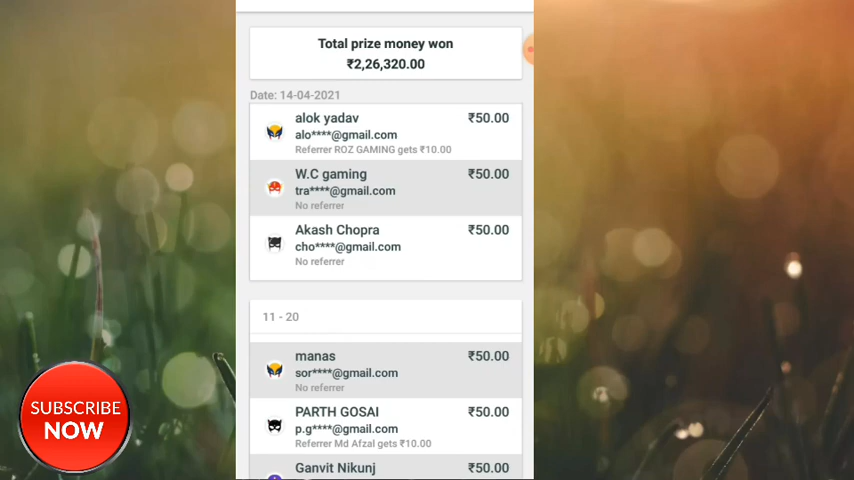 Total prize money won
₹2,26,320.00
Date: 14-04-2021
alok yadav ₹50.00
alo****@gmail.com
Referrer ROZ GAMING gets ₹10.00
W.C gaming ₹50.00
tra****@gmail.com
No referrer
Akash Chopra ₹50.00
cho****@gmail.com
No referrer
11 - 20
manas ₹50.00
sor****@gmail.com
No referrer
PARTH GOSAI ₹50.00
p.g****@gmail.com
Referrer Md Afzal gets ₹10.00
Ganvit Nikunj ₹50.00
SUBSCRIBE
NOW